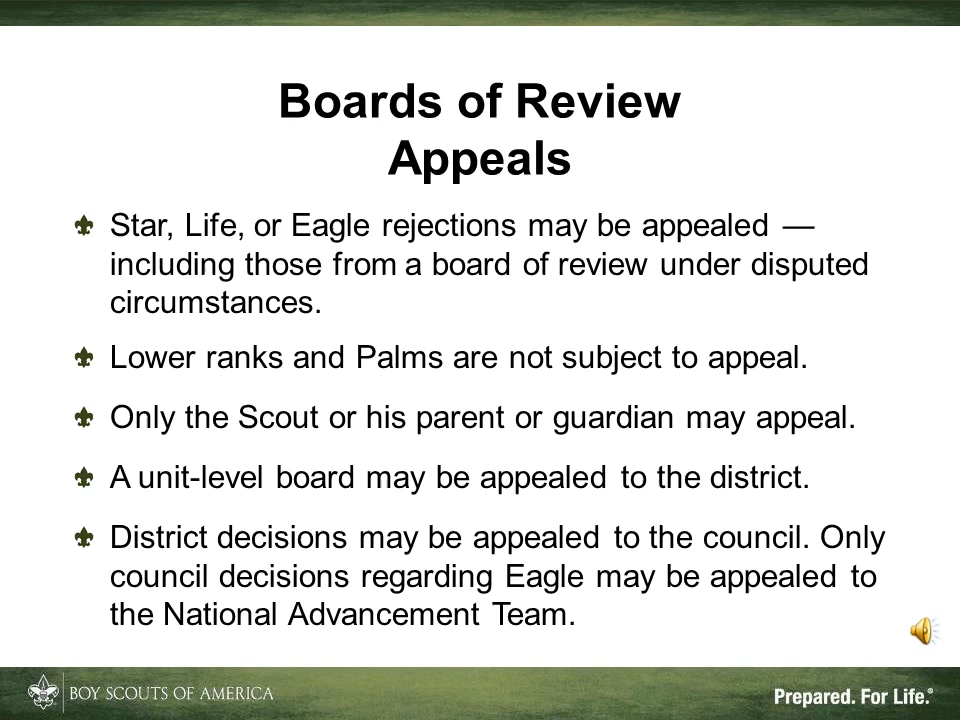 Boards of Review
Appeals
Star, Life, or Eagle rejections may be appealed —
including those from a board of review under disputed
circumstances.
Lower ranks and Palms are not subject to appeal.
Only the Scout or his parent or guardian may appeal.
A unit-level board may be appealed to the district.
District decisions may be appealed to the council. Only
council decisions regarding Eagle may be appealed to
the National Advancement Team.
BOY SCOUTS OF AMERICA
Prepared. For Life.®